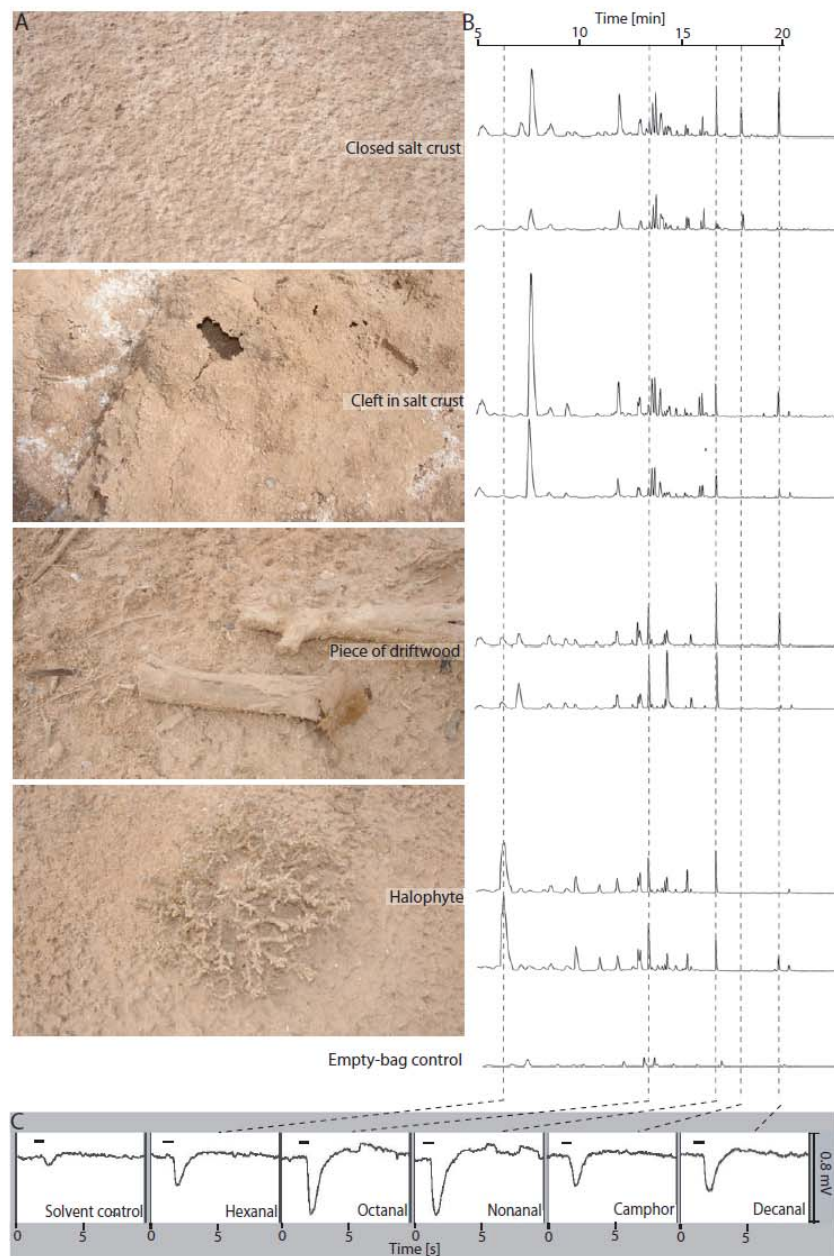 A
B
Time [min]
5 10 15 20
Closed salt crust
Cleft in salt crust
Piece of driftwood
Halophyte
Empty-bag control
C
Solvent control Hexanal Octanal Nonanal Camphor Decanal
0.8 mV
0 5 0 5 0 5 0 5 0 5 0 5
Time [s]